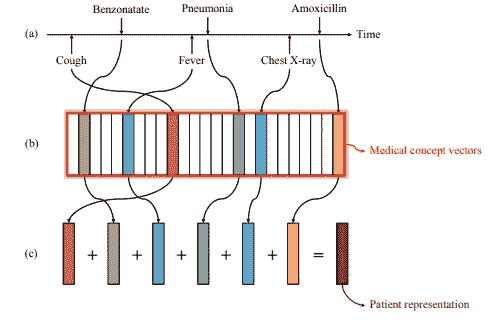 Benzonatate Pneumonia Amoxicillin
(a) Time
Cough Fever Chest X-ray
(b) Medical concept vectors
(c) + + + + + =
Patient representation